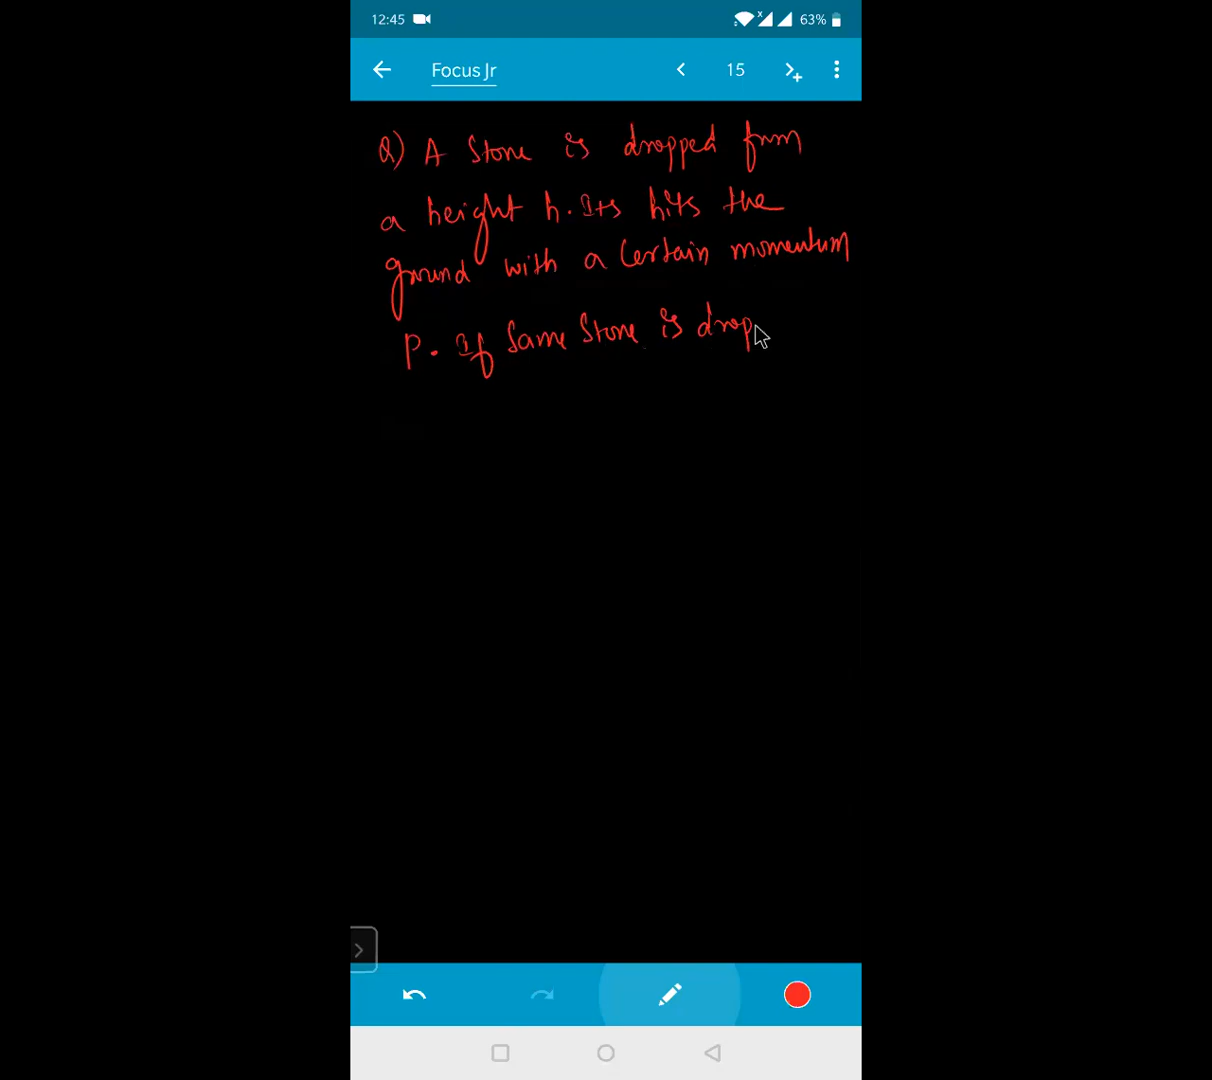 12:45 63%
Focus Jr 15
Q) A Stone is dropped from
a height h. Its hits the
ground with a Certain momentum
P. If Same Stone is drop